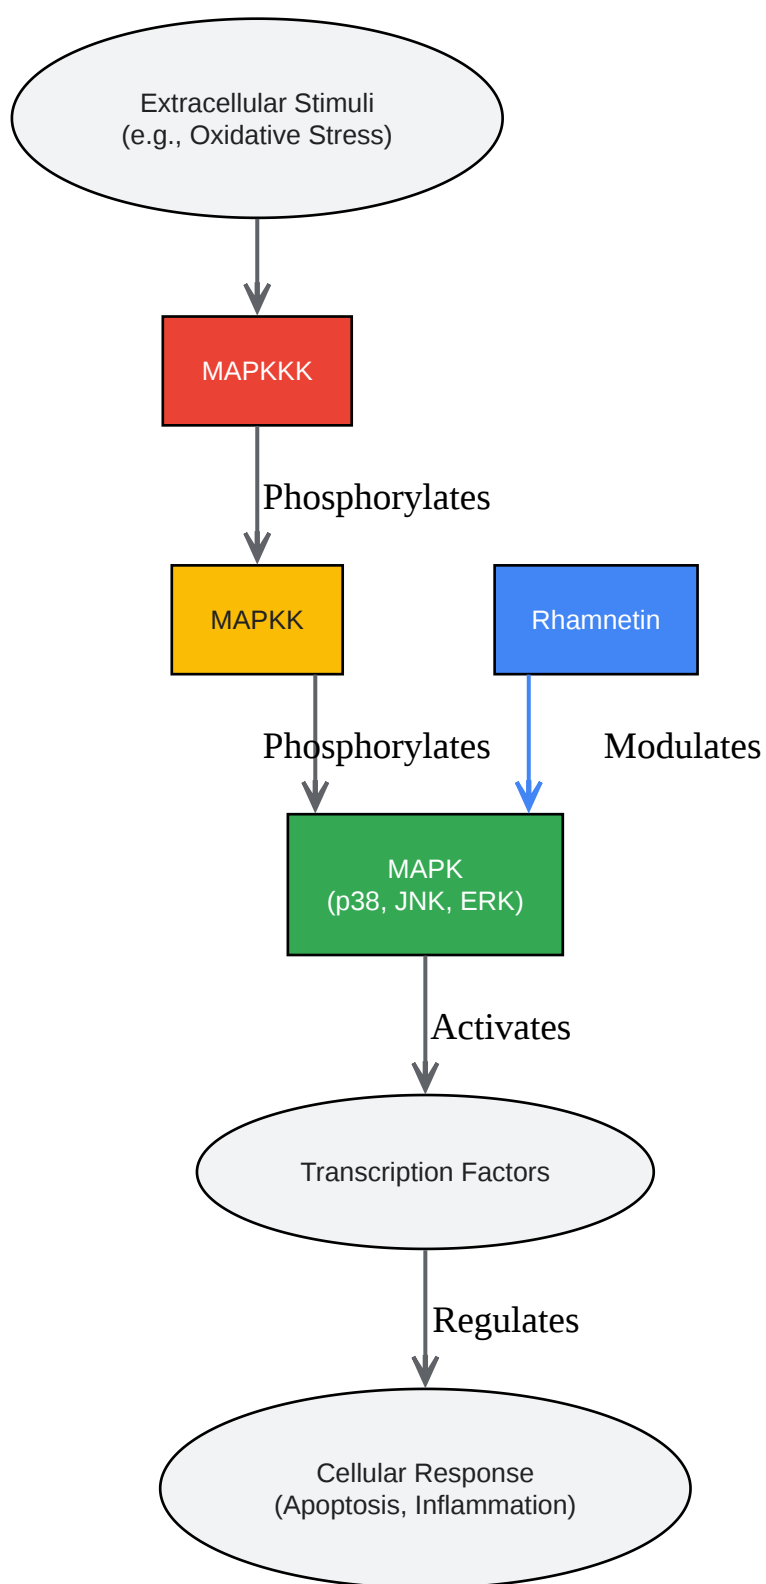 Extracellular Stimuli
(e.g., Oxidative Stress)
MAPKKK
Phosphorylates
MAPKK
Rhamnetin
Phosphorylates
Modulates
MAPK
(p38, JNK, ERK)
Activates
Transcription Factors
Regulates
Cellular Response
(Apoptosis, Inflammation)